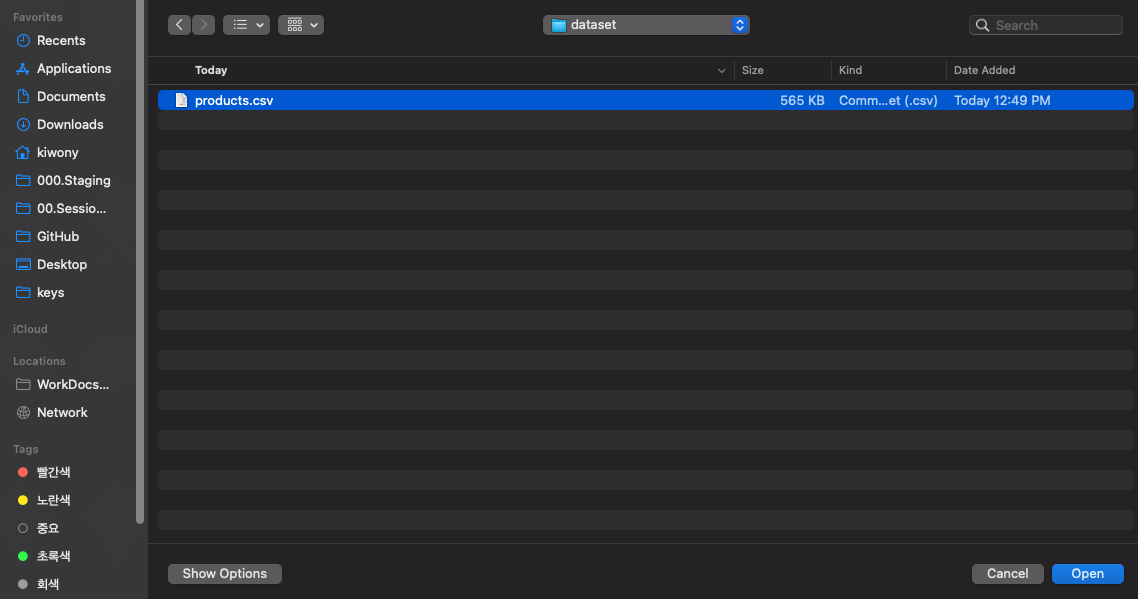 Favorites
Recents
Applications
Documents
Downloads
kiwony
000.Staging
00.Sessio...
GitHub
Desktop
keys
iCloud
Locations
WorkDocs...
Network
Tags
빨간색
노란색
중요
초록색
회색
dataset
Search
Today Size Kind Date Added
products.csv 565 KB Comm...et (.csv) Today 12:49 PM
Show Options Cancel Open